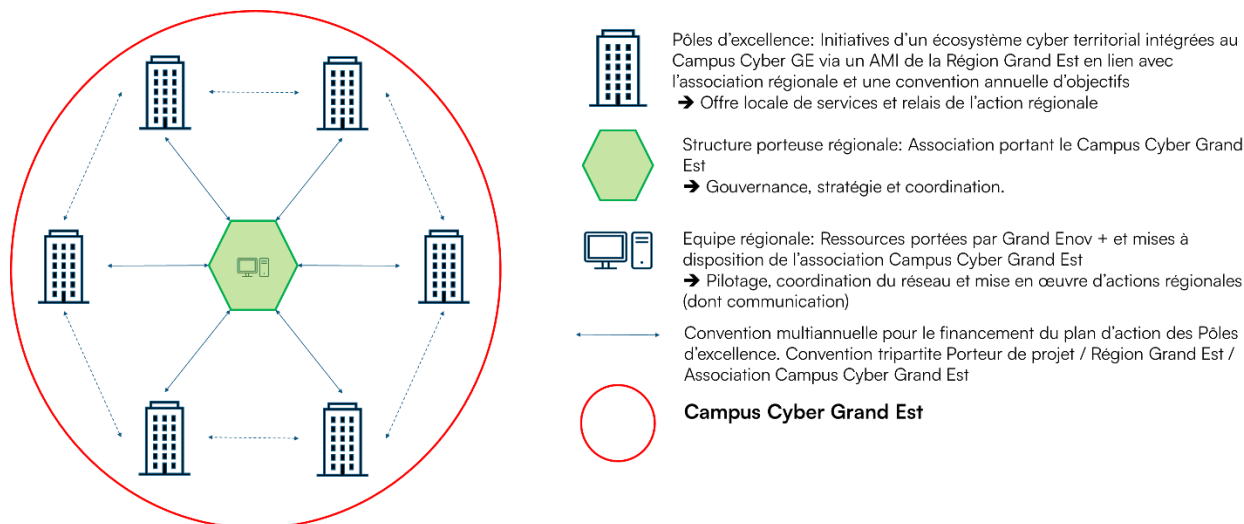 Pôles d'excellence: Initiatives d'un écosystème cyber territorial intégrées au
Campus Cyber GE via un AMI de la Région Grand Est en lien avec
l'association régionale et une convention annuelle d'objectifs
➔ Offre locale de services et relais de l'action régionale
Structure porteuse régionale: Association portant le Campus Cyber Grand
Est
➔ Gouvernance, stratégie et coordination.
Equipe régionale: Ressources portées par Grand Enov + et mises à
disposition de l'association Campus Cyber Grand Est
➔ Pilotage, coordination du réseau et mise en œuvre d'actions régionales
(dont communication)
Convention multiannuelle pour le financement du plan d'action des Pôles
d'excellence. Convention tripartite Porteur de projet / Région Grand Est /
Association Campus Cyber Grand Est
Campus Cyber Grand Est